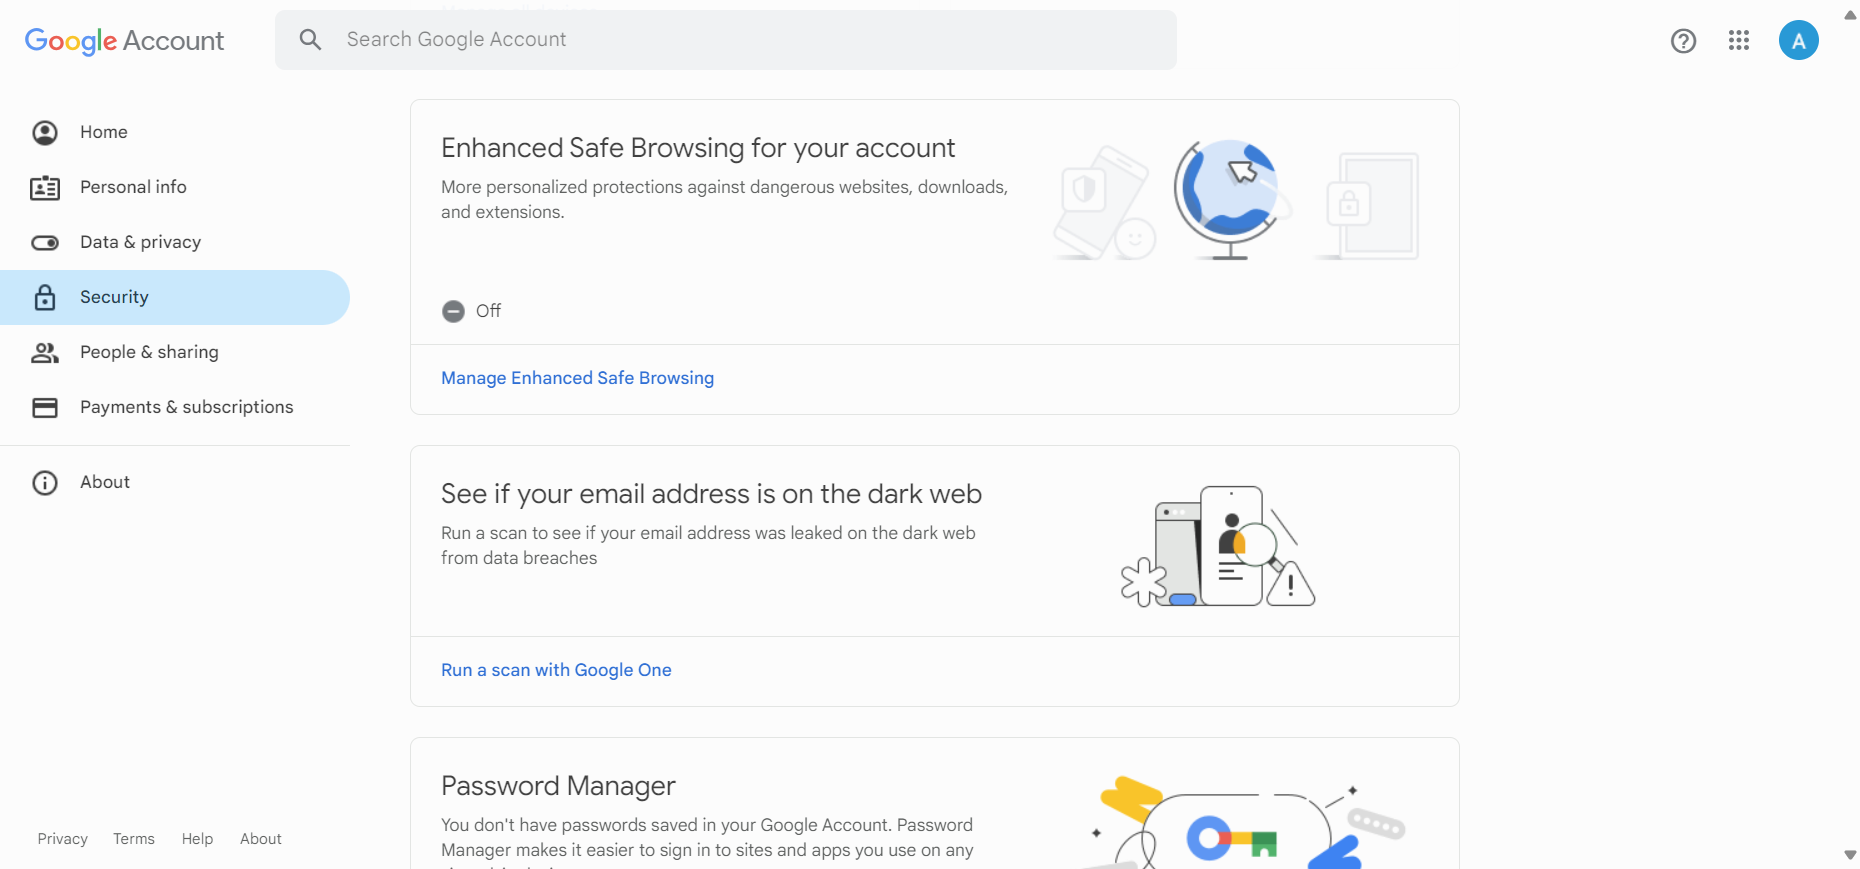 Google Account
Search Google Account
A
Home
Personal info
Data & privacy
Security
People & sharing
Payments & subscriptions
About
Enhanced Safe Browsing for your account
More personalized protections against dangerous websites, downloads,
and extensions.
Off
Manage Enhanced Safe Browsing
See if your email address is on the dark web
Run a scan to see if your email address was leaked on the dark web
from data breaches
Run a scan with Google One
Password Manager
You don't have passwords saved in your Google Account. Password
Manager makes it easier to sign in to sites and apps you use on any
Privacy Terms Help About